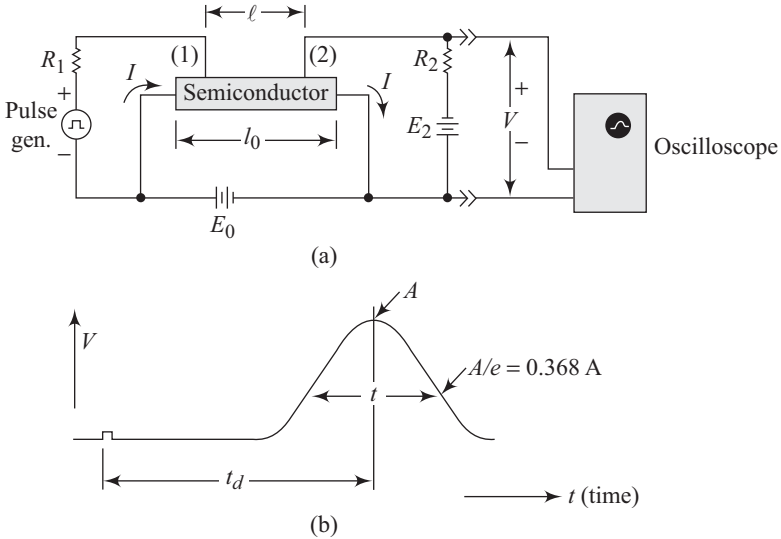 ℓ
(1)
(2)
R1
R2
I
I
+
Semiconductor
+
Pulse
gen.
E2
V
Oscilloscope
−
−
l0
E0
(a)
A
V
A/e = 0.368 A
t
td
t (time)
(b)